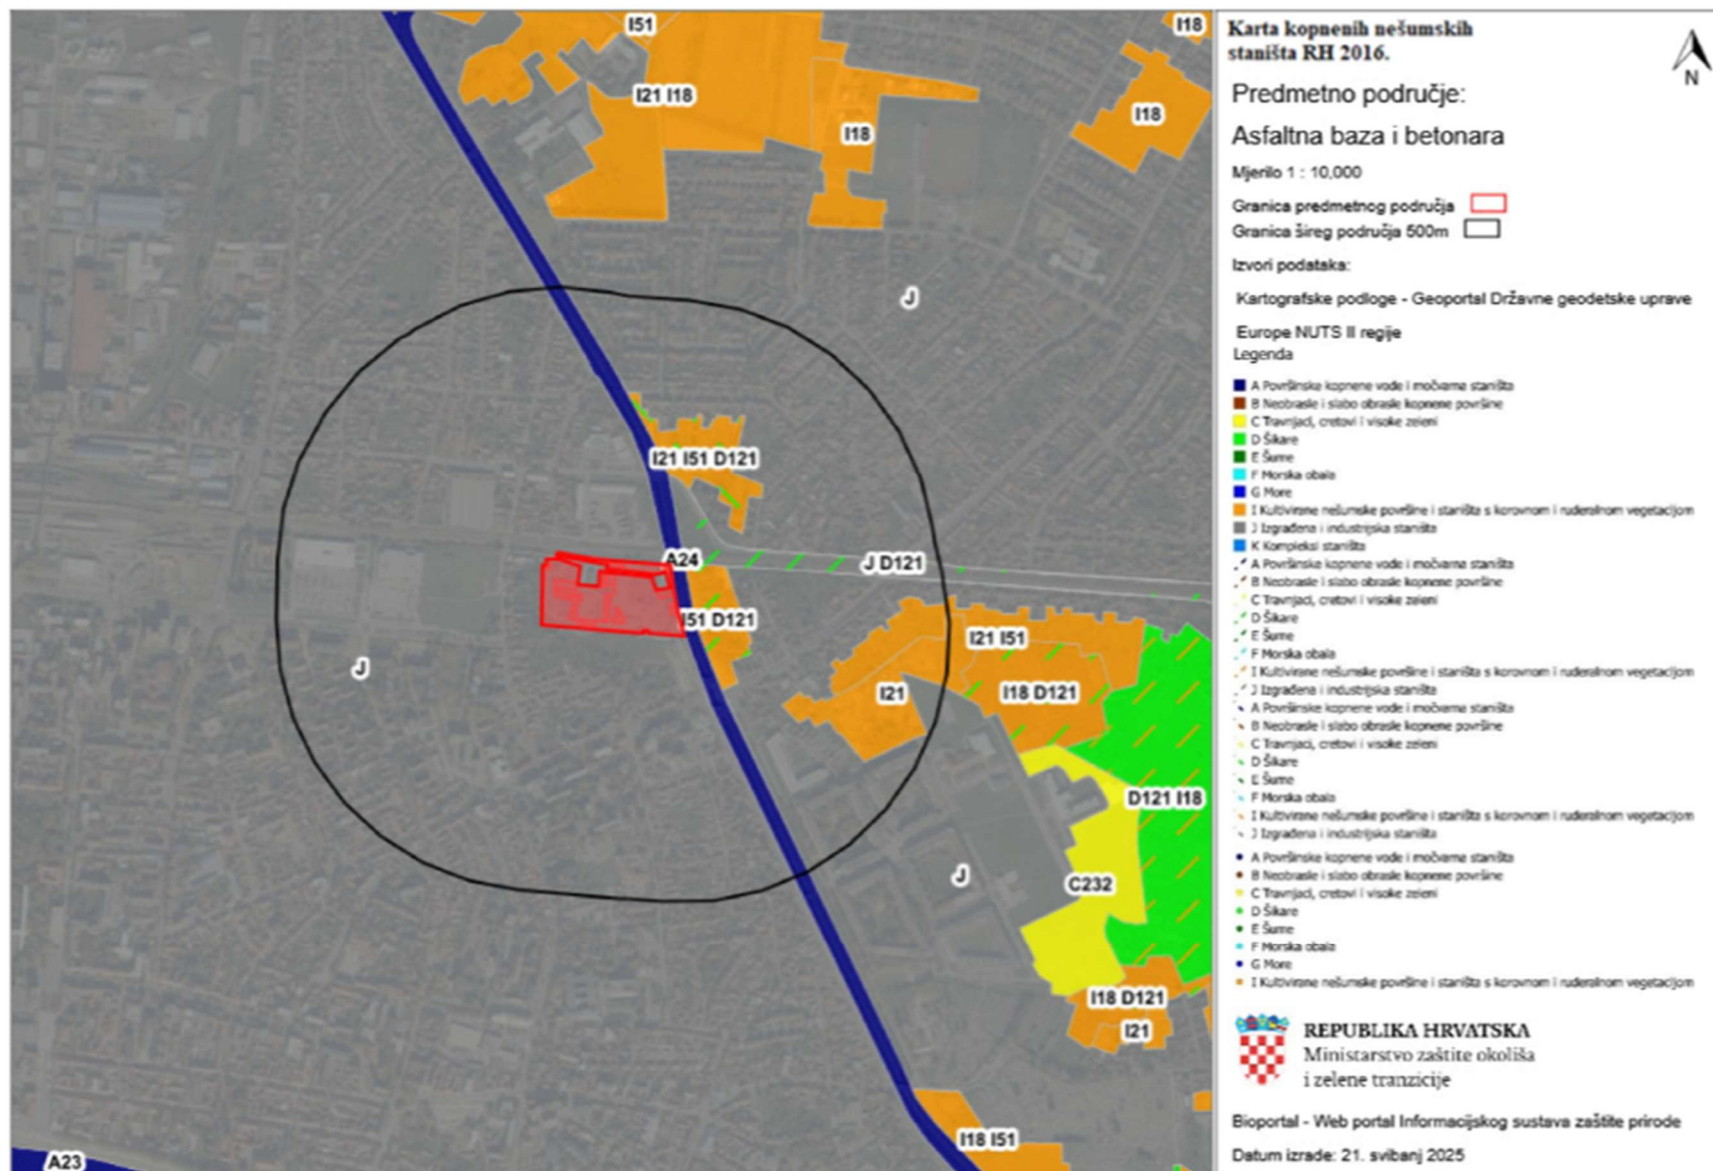 I51
I18
I21 I18
I18
I18
J
I21 I51 D121
A24
J D121
I51 D121
I21 I51
J
I21
I18 D121
D121 I18
J
C232
I18 D121
I21
I18 I51
A23
Karta kopnenih nešumskih
staništa RH 2016.
N
Predmetno područje:
Asfaltna baza i betonara
Mjerilo 1 : 10,000
Granica predmetnog područja
Granica šireg područja 500m
Izvori podataka:
Kartografske podloge - Geoportal Državne geodetske uprave
Europe NUTS II regije
Legenda
A Površinske kopnene vode i močvarna staništa
B Neobrasle i slabo obrasle kopnene površine
C Travnjaci, cretovi i visoke zeleni
D Šikare
E Šume
F Morska obala
G More
I Kultivirane nešumske površine i staništa s korovnom i ruderalnom vegetacijom
J Izgrađena i industrijska staništa
K Kompleksi staništa
A Površinske kopnene vode i močvarna staništa
B Neobrasle i slabo obrasle kopnene površine
C Travnjaci, cretovi i visoke zeleni
D Šikare
E Šume
F Morska obala
I Kultivirane nešumske površine i staništa s korovnom i ruderalnom vegetacijom
J Izgrađena i industrijska staništa
A Površinske kopnene vode i močvarna staništa
B Neobrasle i slabo obrasle kopnene površine
C Travnjaci, cretovi i visoke zeleni
D Šikare
E Šume
F Morska obala
I Kultivirane nešumske površine i staništa s korovnom i ruderalnom vegetacijom
J Izgrađena i industrijska staništa
A Površinske kopnene vode i močvarna staništa
B Neobrasle i slabo obrasle kopnene površine
C Travnjaci, cretovi i visoke zeleni
D Šikare
E Šume
F Morska obala
G More
I Kultivirane nešumske površine i staništa s korovnom i ruderalnom vegetacijom
REPUBLIKA HRVATSKA
Ministarstvo zaštite okoliša
i zelene tranzicije
Bioportal - Web portal Informacijskog sustava zaštite prirode
Datum izrade: 21. svibanj 2025